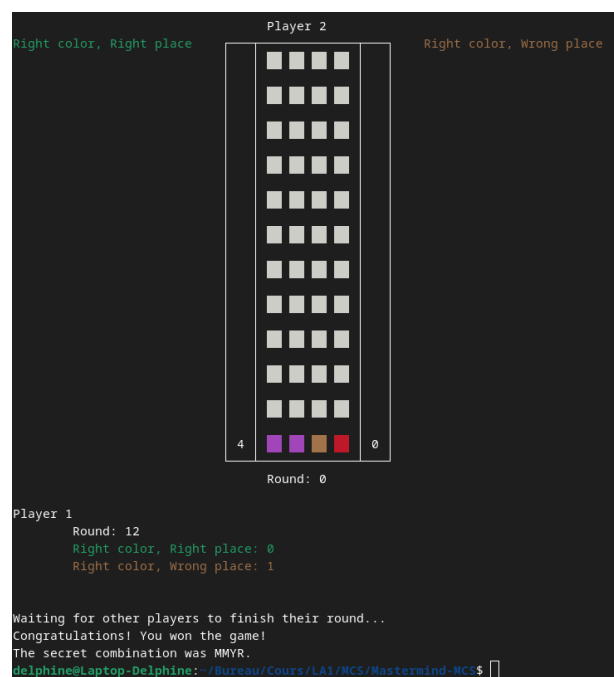 Player 2
Right color, Right place Right color, Wrong place
4 0
Round: 0
Player 1
Round: 12
Right color, Right place: 0
Right color, Wrong place: 1
Waiting for other players to finish their round...
Congratulations! You won the game!
The secret combination was MMYR.
delphine@Laptop-Delphine:~/Bureau/Cours/LA1/MCS/Mastermind-MCS$